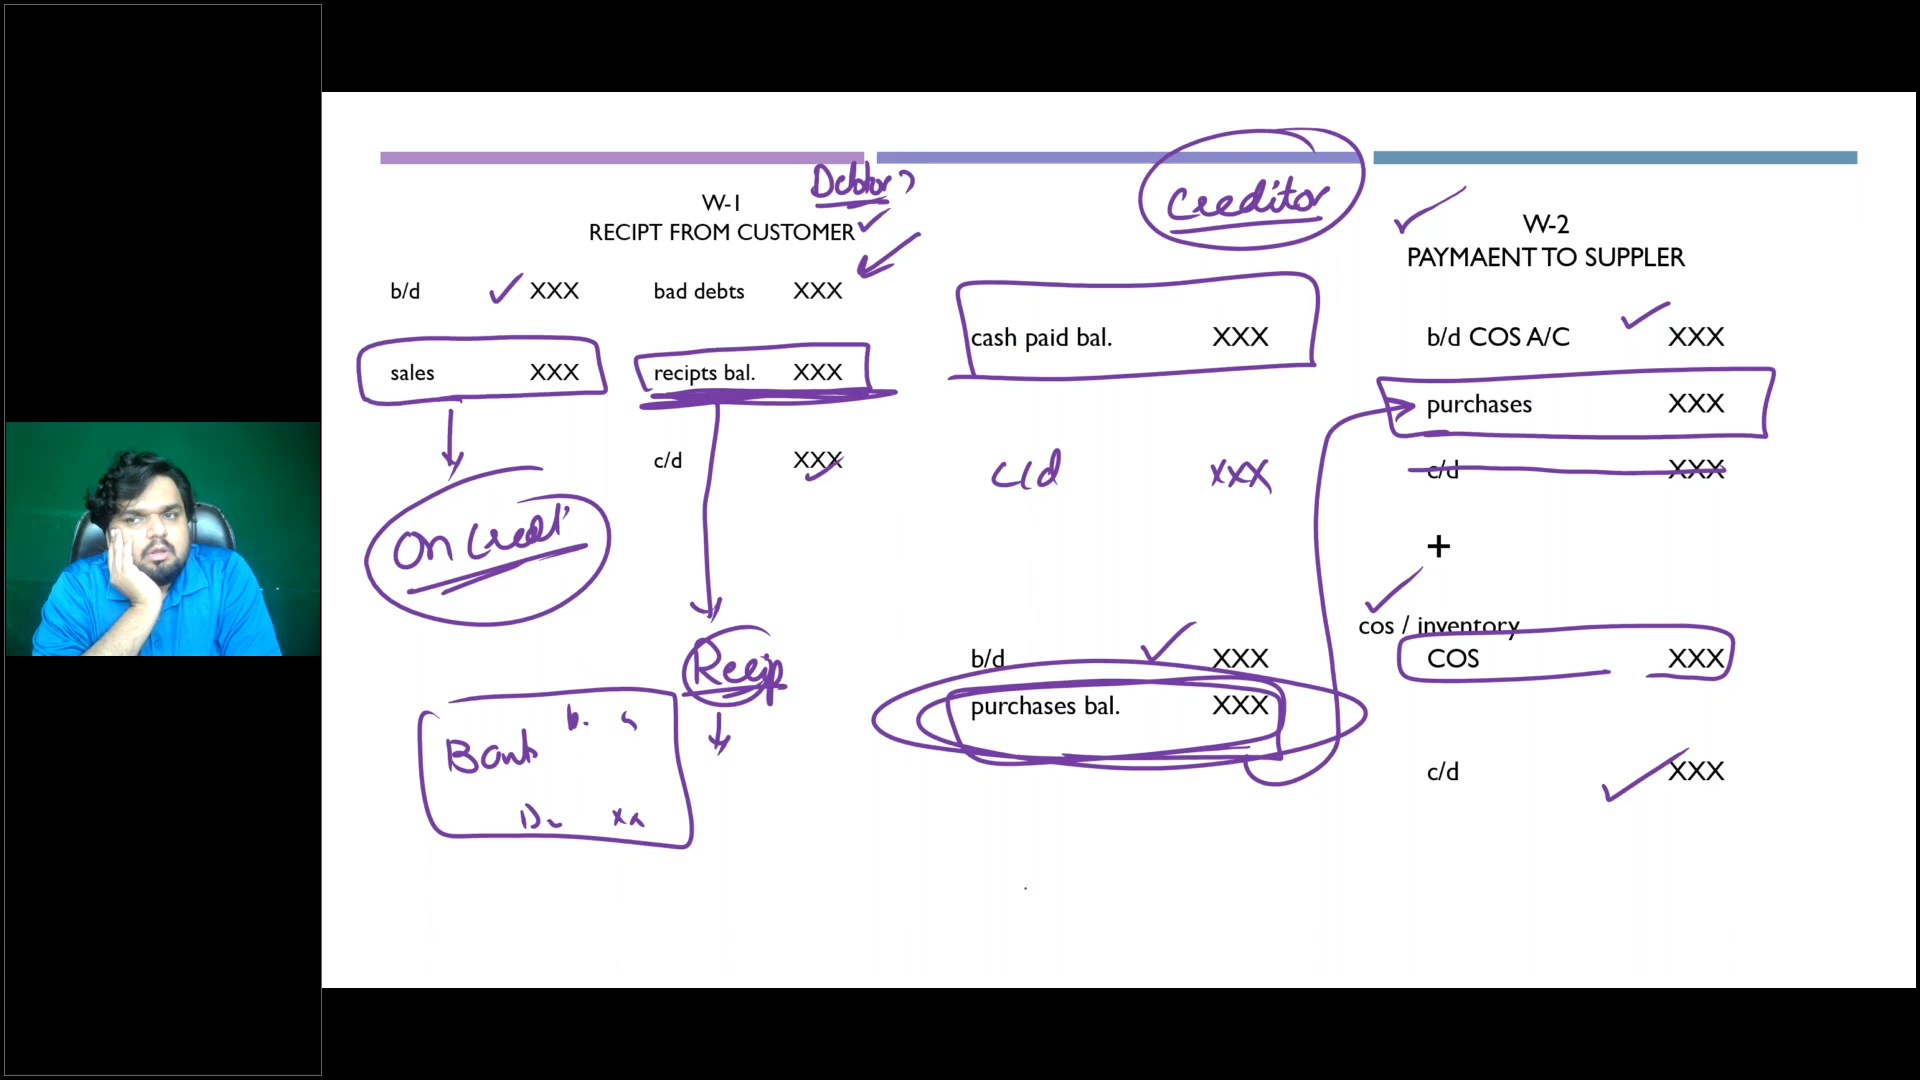 Debtor
Creditor
W-1
RECIPT FROM CUSTOMER
W-2
PAYMAENT TO SUPPLER
b/d XXX bad debts XXX
cash paid bal. XXX b/d COS A/C XXX
sales XXX recipts bal. XXX
purchases XXX
c/d XXX c/d XXX c/d XXX
On Credit
+
cos / inventory
b/d XXX COS XXX
Recip
purchases bal. XXX
Bank
c/d XXX